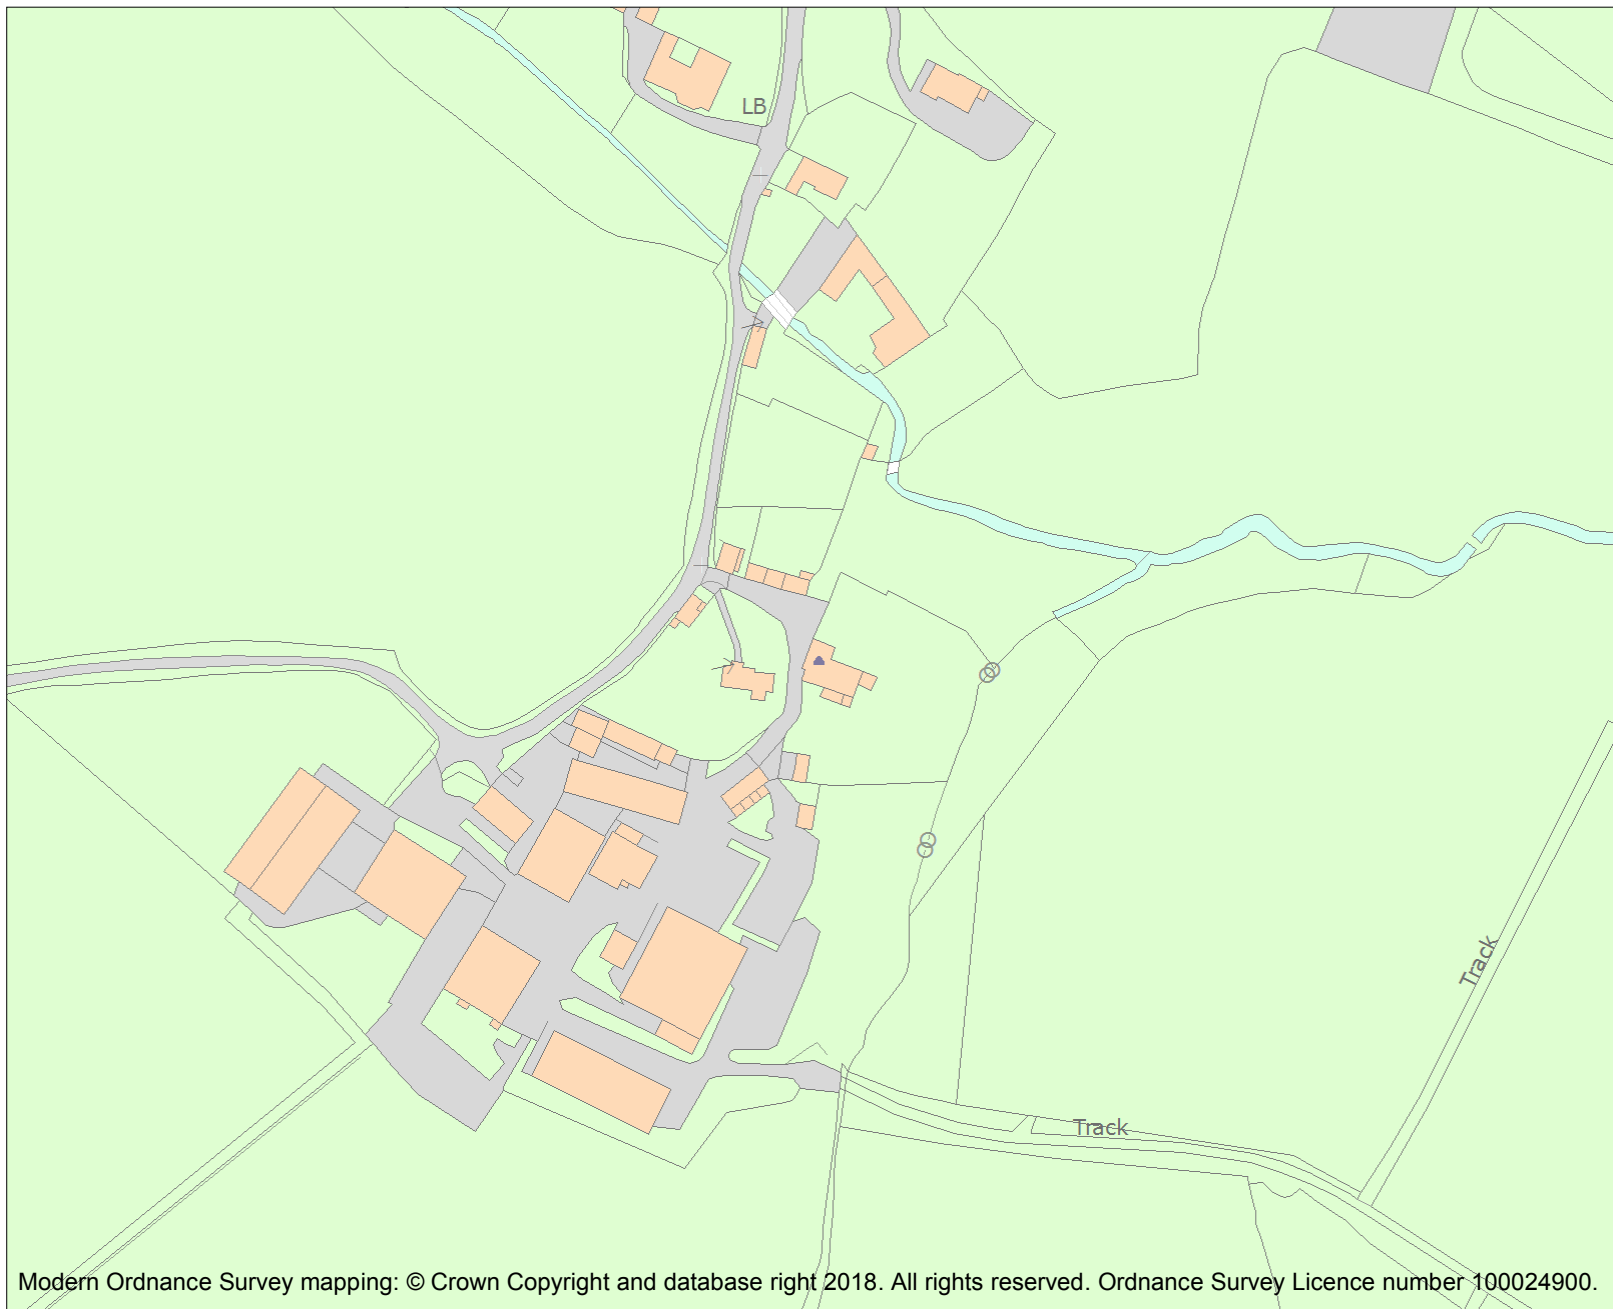 LB
Track
Track
Modern Ordnance Survey mapping: © Crown Copyright and database right 2018. All rights reserved. Ordnance Survey Licence number 100024900.